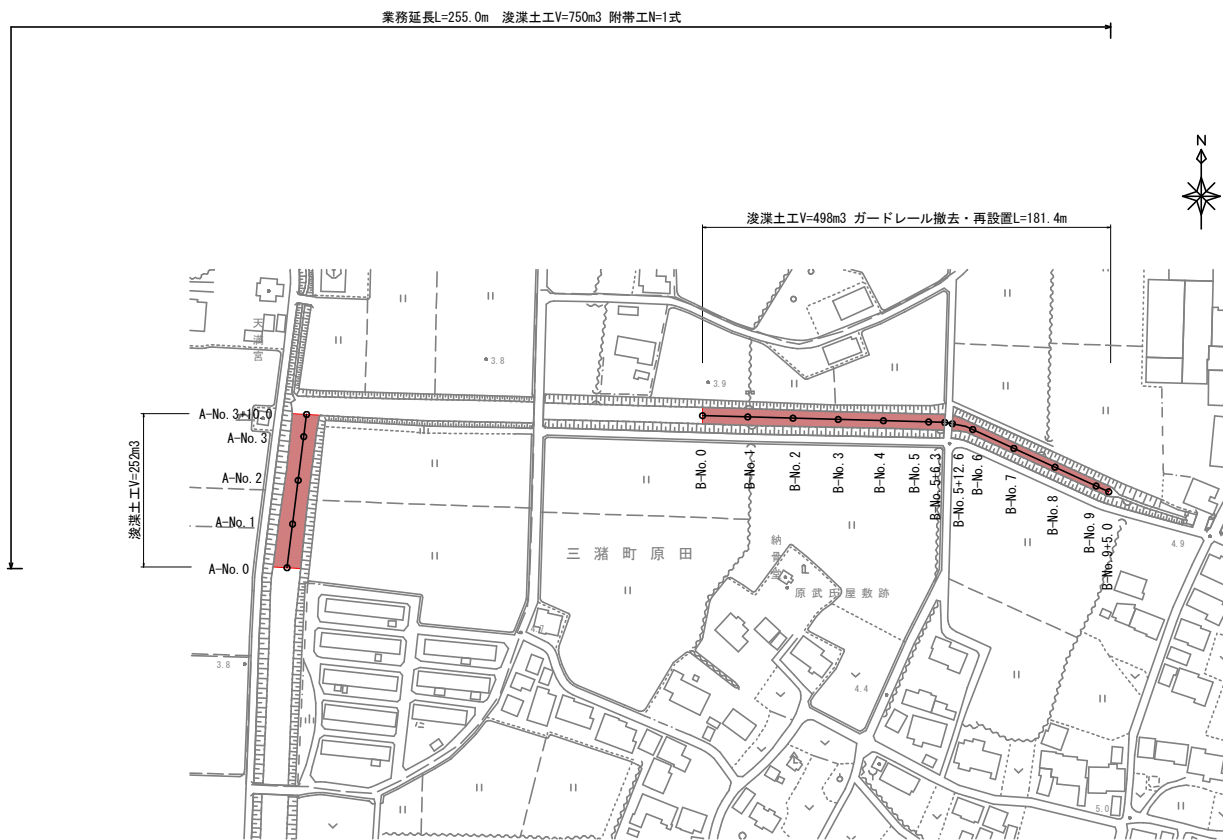 業務延長L=255.0m 浚渫土工V=750m3 附帯工N=1式
N
浚渫土工V=498m3 ガードレール撤去・再設置L=181.4m
天満宮
3.8
3.9
A-No.3+10.0
A-No.3
A-No.2
A-No.1
A-No.0
浚渫土工V=252m3
B-No.0
B-No.1
B-No.2
B-No.3
B-No.4
B-No.5
B-No.5+6.3
B-No.5+12.6
B-No.6
B-No.7
B-No.8
B-No.9
B-No.9+5.0
4.9
三潴町原田
納骨堂
原武氏屋敷跡
3.8
4.4
5.0